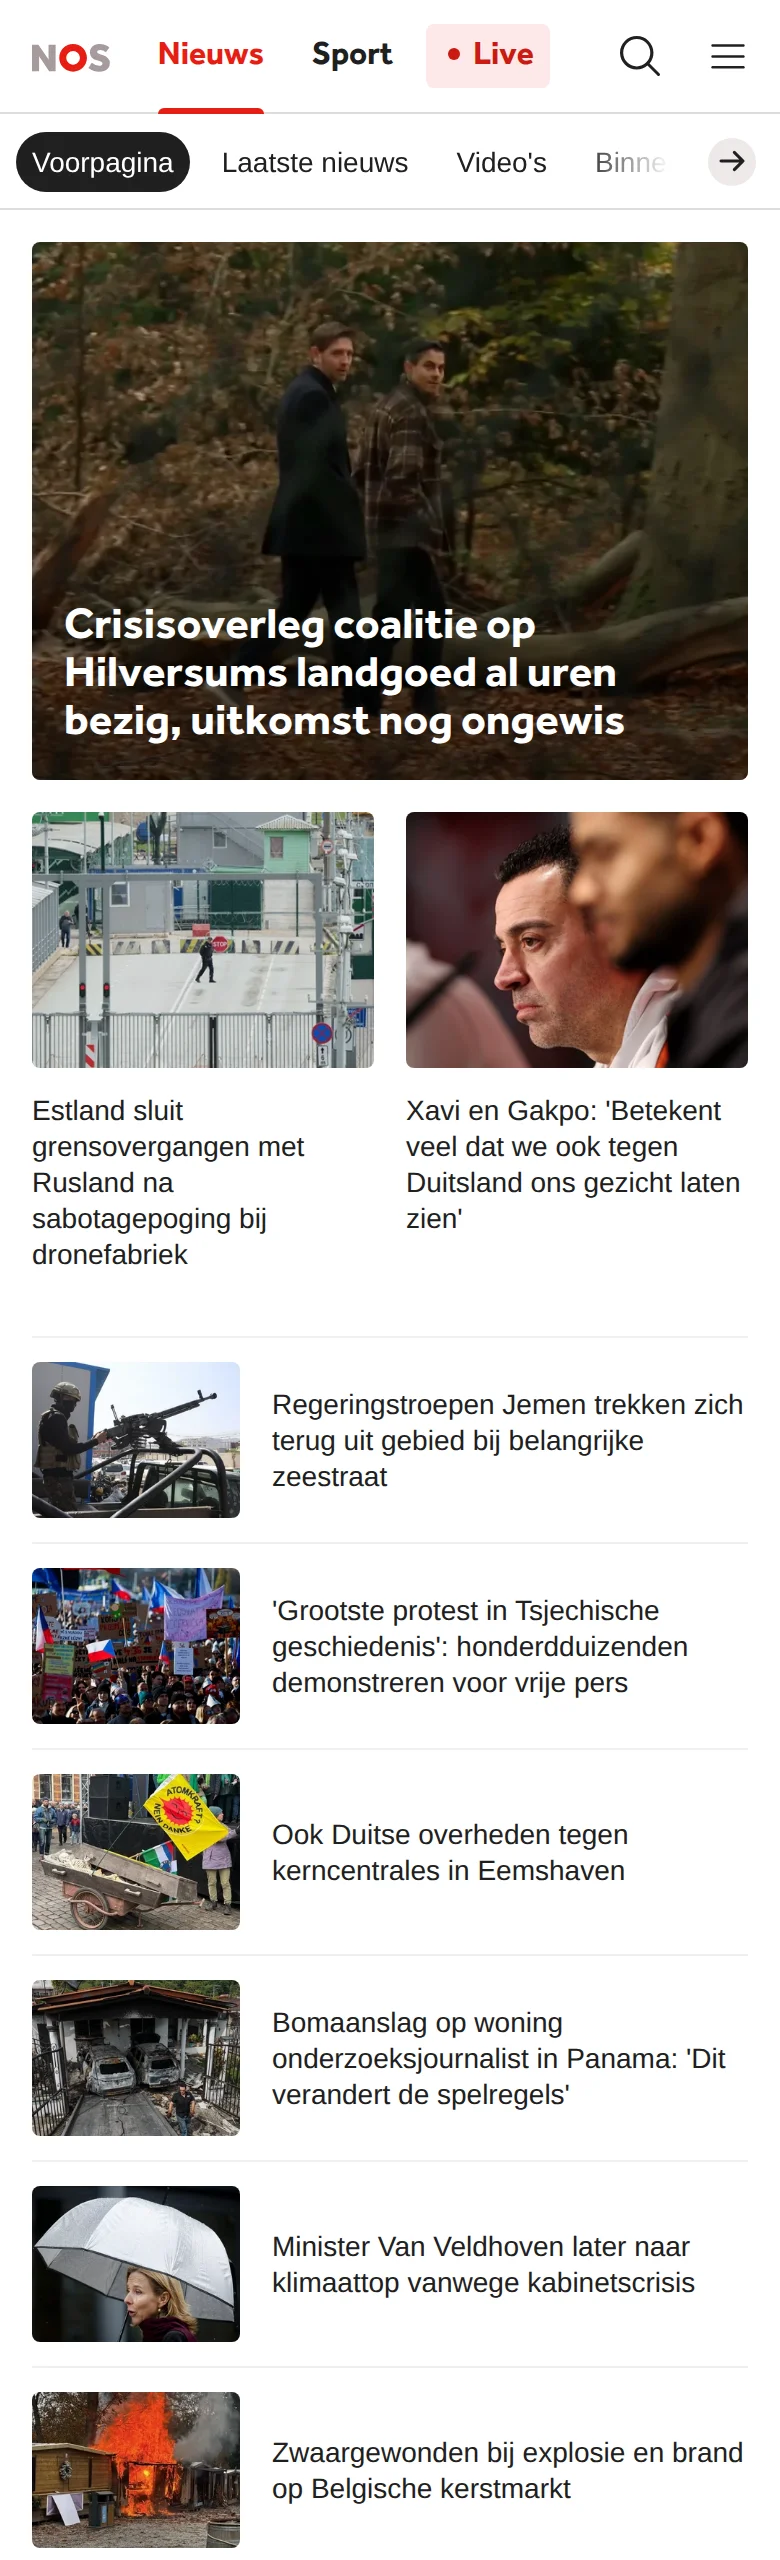 NOS
Nieuws
Sport
Live
Voorpagina
Laatste nieuws
Video's
Binne
Crisisoverleg coalitie op
Hilversums landgoed al uren
bezig, uitkomst nog ongewis
STOP
Estland sluit
grensovergangen met
Rusland na
sabotagepoging bij
dronefabriek
Xavi en Gakpo: 'Betekent
veel dat we ook tegen
Duitsland ons gezicht laten
zien'
Regeringstroepen Jemen trekken zich
terug uit gebied bij belangrijke
zeestraat
'Grootste protest in Tsjechische
geschiedenis': honderdduizenden
demonstreren voor vrije pers
ATOMKRAFT?
NEIN DANKE
Ook Duitse overheden tegen
kerncentrales in Eemshaven
Bomaanslag op woning
onderzoeksjournalist in Panama: 'Dit
verandert de spelregels'
Minister Van Veldhoven later naar
klimaattop vanwege kabinetscrisis
Zwaargewonden bij explosie en brand
op Belgische kerstmarkt